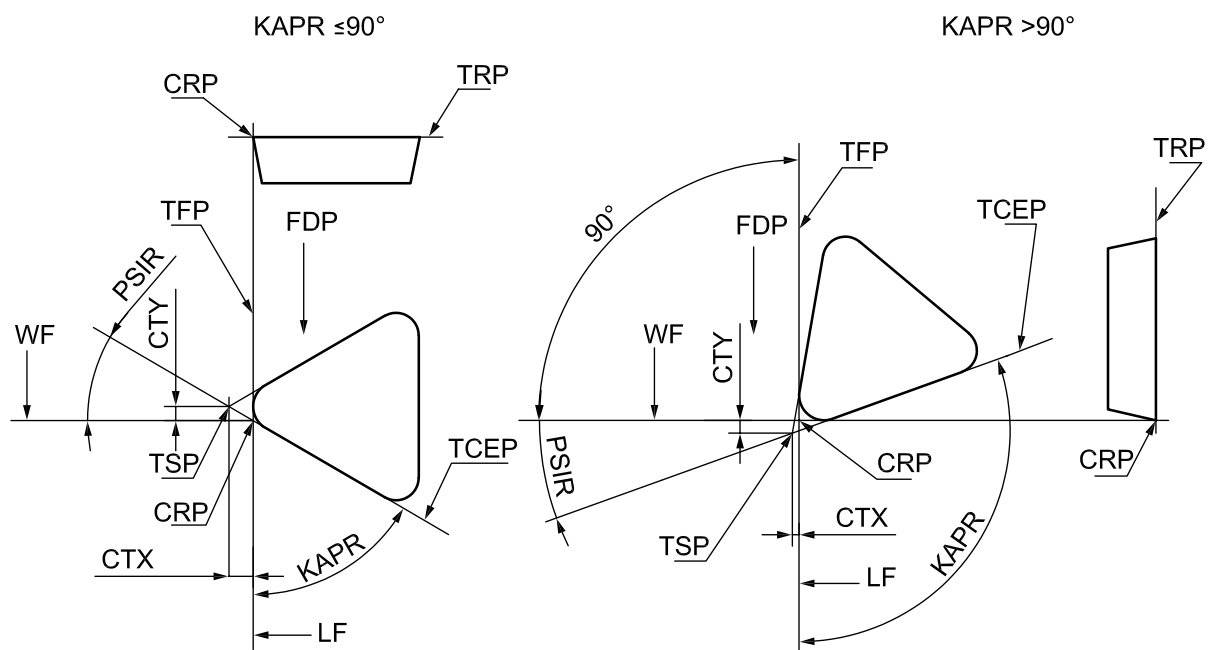 KAPR ≤90°
KAPR >90°
CRP
TRP
TFP
FDP
PSIR
CTY
WF
TSP
CRP
TCEP
CTX
KAPR
LF
90°
TFP
FDP
TCEP
TRP
WF
CTY
PSIR
CRP
CRP
TSP
CTX
KAPR
LF